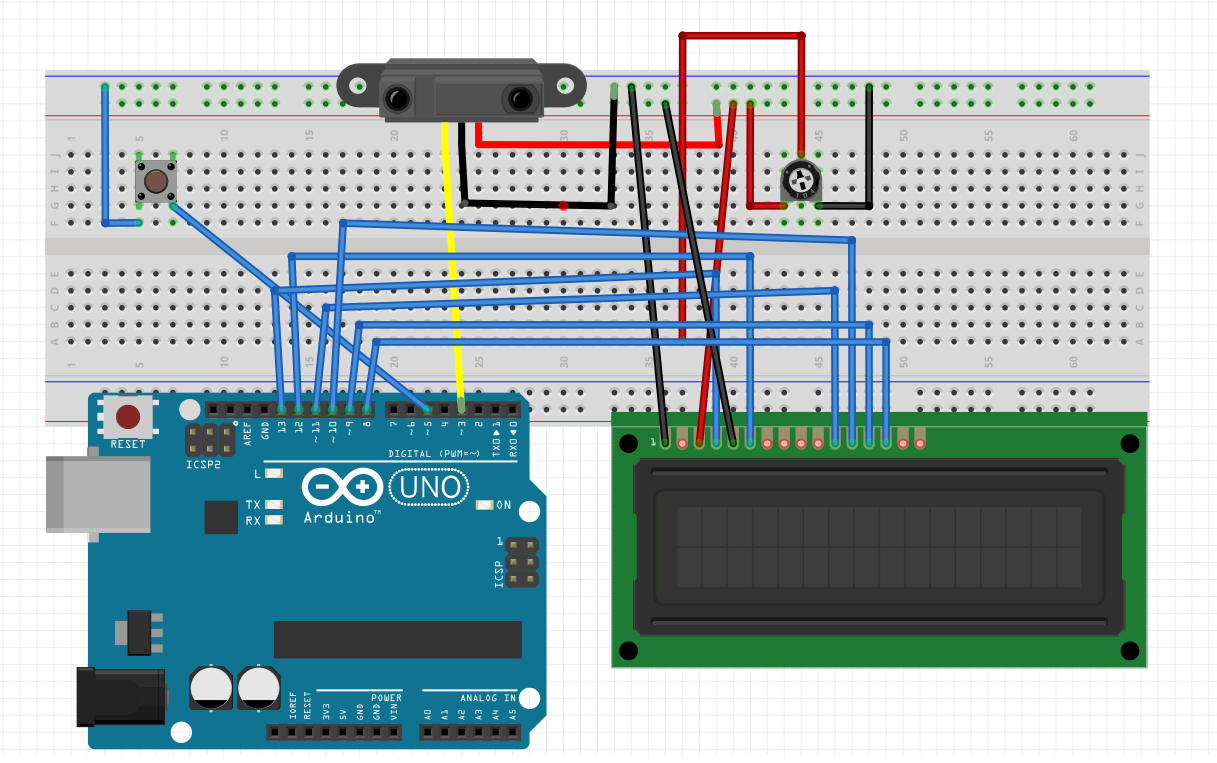 1 5 10 15 20 25 30 35 40 45 50 55 60
J J
I I
H H
G G
F F
E E
D D
C C
B B
A A
1 5 10 15 20 25 30 35 40 45 50 55 60
RESET
ICSP2
AREF
GND
13
12
~11
~10
~9
8
7
~6
~5
4
~3
2
TX0▶1
RX0◀0
DIGITAL (PWM=~)
L
TX
RX
UNO
ON
Arduino™
1
ICSP
1
POWER
ANALOG IN
IOREF
RESET
3V3
5V
GND
GND
VIN
A0
A1
A2
A3
A4
A5